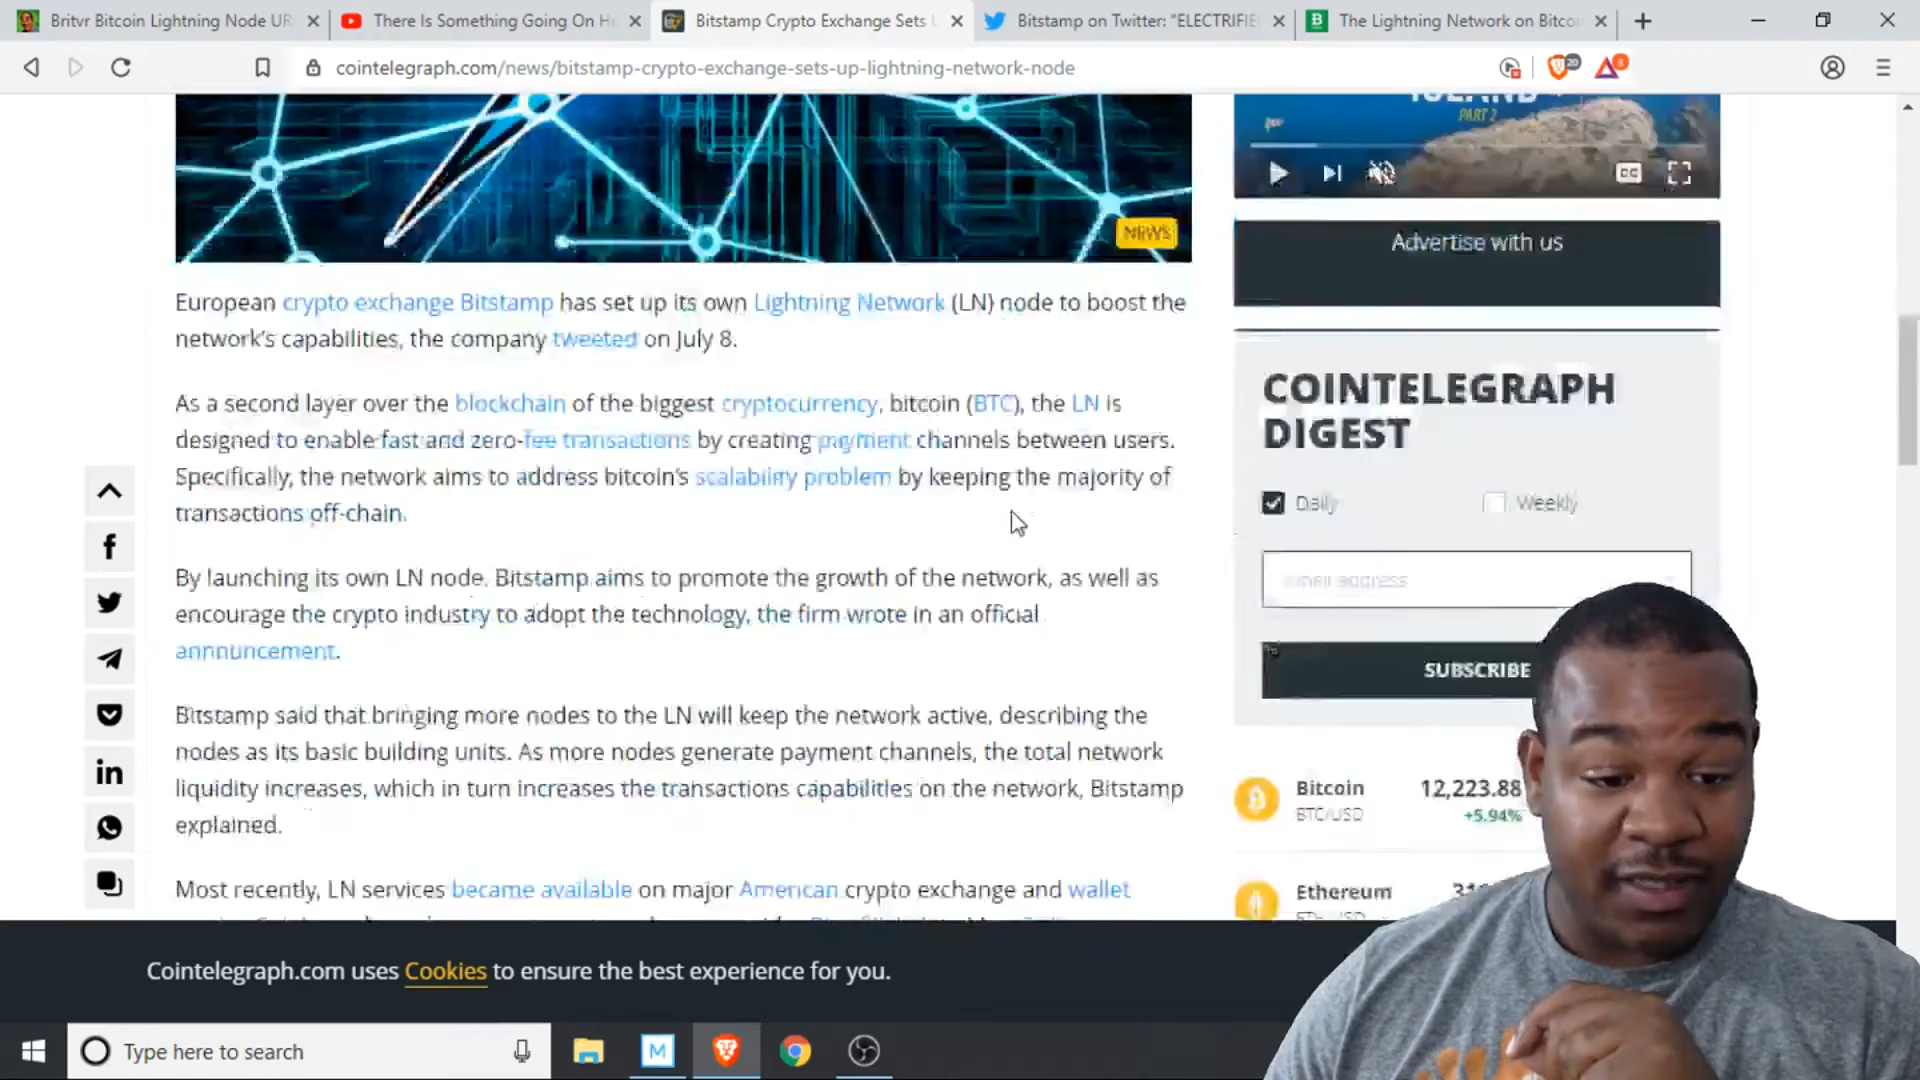 Britvr Bitcoin Lightning Node UR
There Is Something Going On He
Bitstamp Crypto Exchange Sets U
Bitstamp on Twitter: "ELECTRIFIE
The Lightning Network on Bitcoi
cointelegraph.com/news/bitstamp-crypto-exchange-sets-up-lightning-network-node
20
3
ISLAND
PART 2
CC
NEWS
Advertise with us
European crypto exchange Bitstamp has set up its own Lightning Network (LN) node to boost the
network's capabilities, the company tweeted on July 8.
As a second layer over the blockchain of the biggest cryptocurrency, bitcoin (BTC), the LN is
designed to enable fast and zero-fee transactions by creating payment channels between users.
Specifically, the network aims to address bitcoin's scalability problem by keeping the majority of
transactions off-chain.
By launching its own LN node, Bitstamp aims to promote the growth of the network, as well as
encourage the crypto industry to adopt the technology, the firm wrote in an official
announcement.
Bitstamp said that bringing more nodes to the LN will keep the network active, describing the
nodes as its basic building units. As more nodes generate payment channels, the total network
liquidity increases, which in turn increases the transactions capabilities on the network, Bitstamp
explained.
Most recently, LN services became available on major American crypto exchange and wallet
COINTELEGRAPH
DIGEST
Daily
Weekly
Email address
SUBSCRIBE
Bitcoin
12,223.88
BTC/USD
+5.94%
Ethereum
Cointelegraph.com uses Cookies to ensure the best experience for you.
Type here to search
M